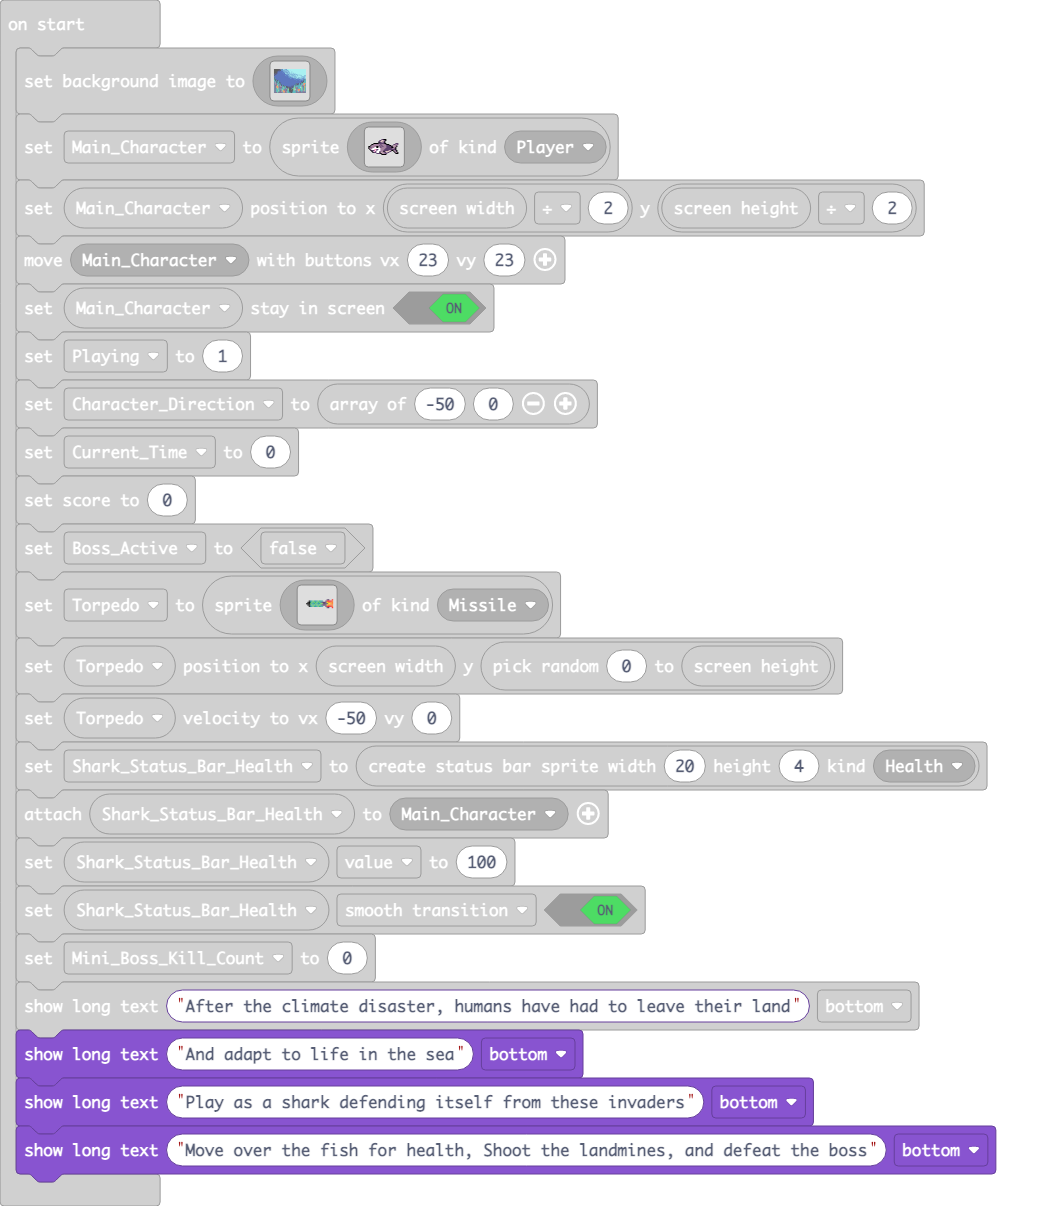 on start
set background image to
set Main_Character to sprite of kind Player
set Main_Character position to x screen width ÷ 2 y screen height ÷ 2
move Main_Character with buttons vx 23 vy 23
set Main_Character stay in screen ON
set Playing to 1
set Character_Direction to array of -50 0
set Current_Time to 0
set score to 0
set Boss_Active to false
set Torpedo to sprite of kind Missile
set Torpedo position to x screen width y pick random 0 to screen height
set Torpedo velocity to vx -50 vy 0
set Shark_Status_Bar_Health to create status bar sprite width 20 height 4 kind Health
attach Shark_Status_Bar_Health to Main_Character
set Shark_Status_Bar_Health value to 100
set Shark_Status_Bar_Health smooth transition ON
set Mini_Boss_Kill_Count to 0
show long text "After the climate disaster, humans have had to leave their land" bottom
show long text "And adapt to life in the sea" bottom
show long text "Play as a shark defending itself from these invaders" bottom
show long text "Move over the fish for health, Shoot the landmines, and defeat the boss" bottom